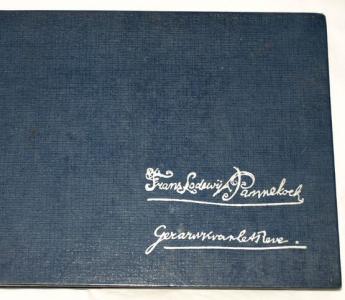 Frans Lodewijk Pannekoek
Gerard van het Reve.